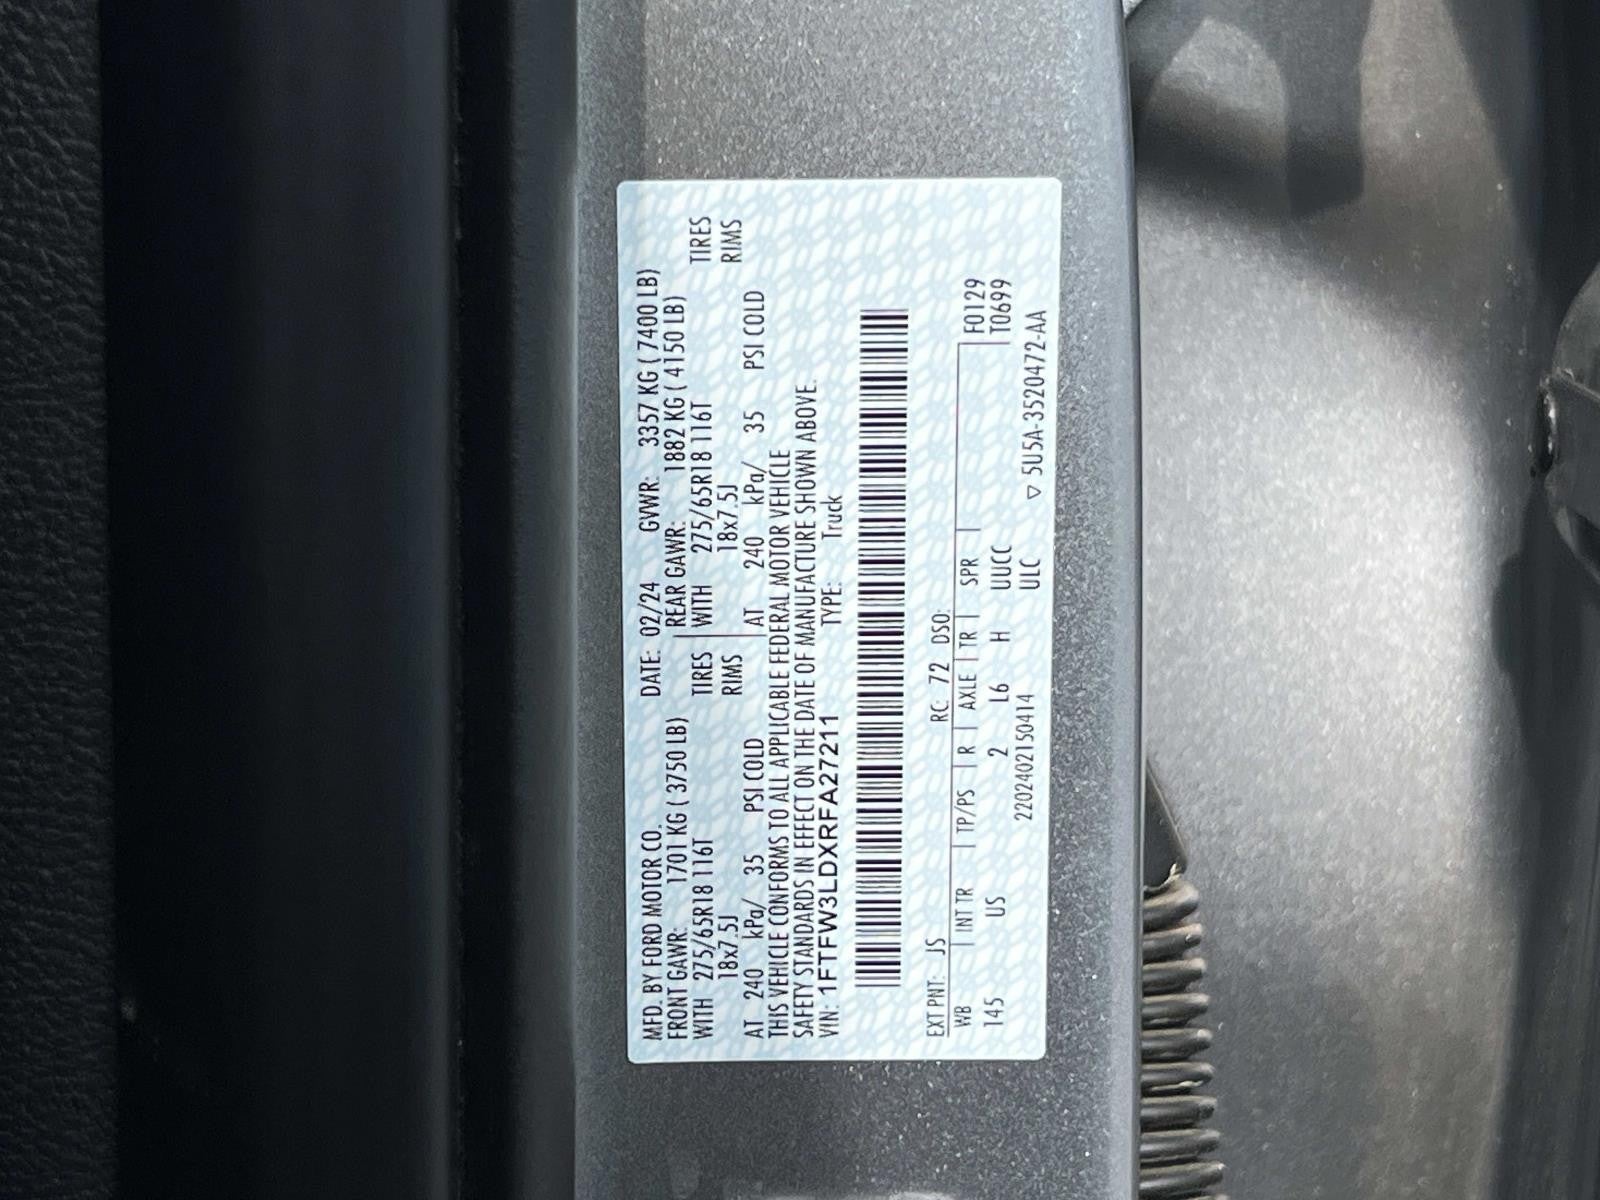 MFD. BY FORD MOTOR CO. DATE: 02/24 GVWR: 3357 KG ( 7400 LB)
FRONT GAWR: 1701 KG ( 3750 LB) REAR GAWR: 1882 KG ( 4150 LB)
WITH 275/65R18 116T TIRES WITH 275/65R18 116T TIRES
18x7.5J RIMS 18x7.5J RIMS
AT 240 kPa/ 35 PSI COLD AT 240 kPa/ 35 PSI COLD
THIS VEHICLE CONFORMS TO ALL APPLICABLE FEDERAL MOTOR VEHICLE
SAFETY STANDARDS IN EFFECT ON THE DATE OF MANUFACTURE SHOWN ABOVE.
VIN: 1FTFW3LDXRFA27211 TYPE: Truck
EXT PNT: JS RC: 72 DSO:
WB INT TR TP/PS R AXLE TR SPR F0129
145 US 2 L6 H UUCC T0699
220240215041​4 ULC ▽ 5U5A-3520472-AA